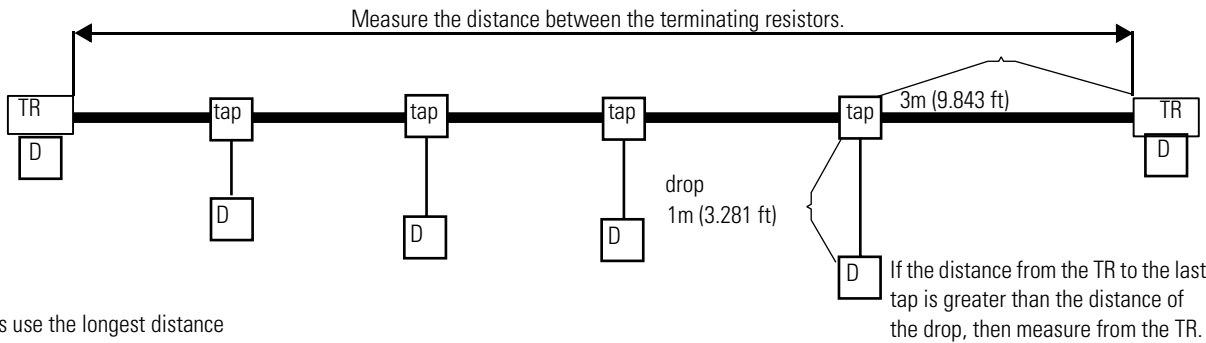 Measure the distance between the terminating resistors.
TR
tap
tap
tap
tap
3m (9.843 ft)
TR
D
D
drop
1m (3.281 ft)
D
D
D
D
If the distance from the TR to the last
tap is greater than the distance of
the drop, then measure from the TR.
s use the longest distance